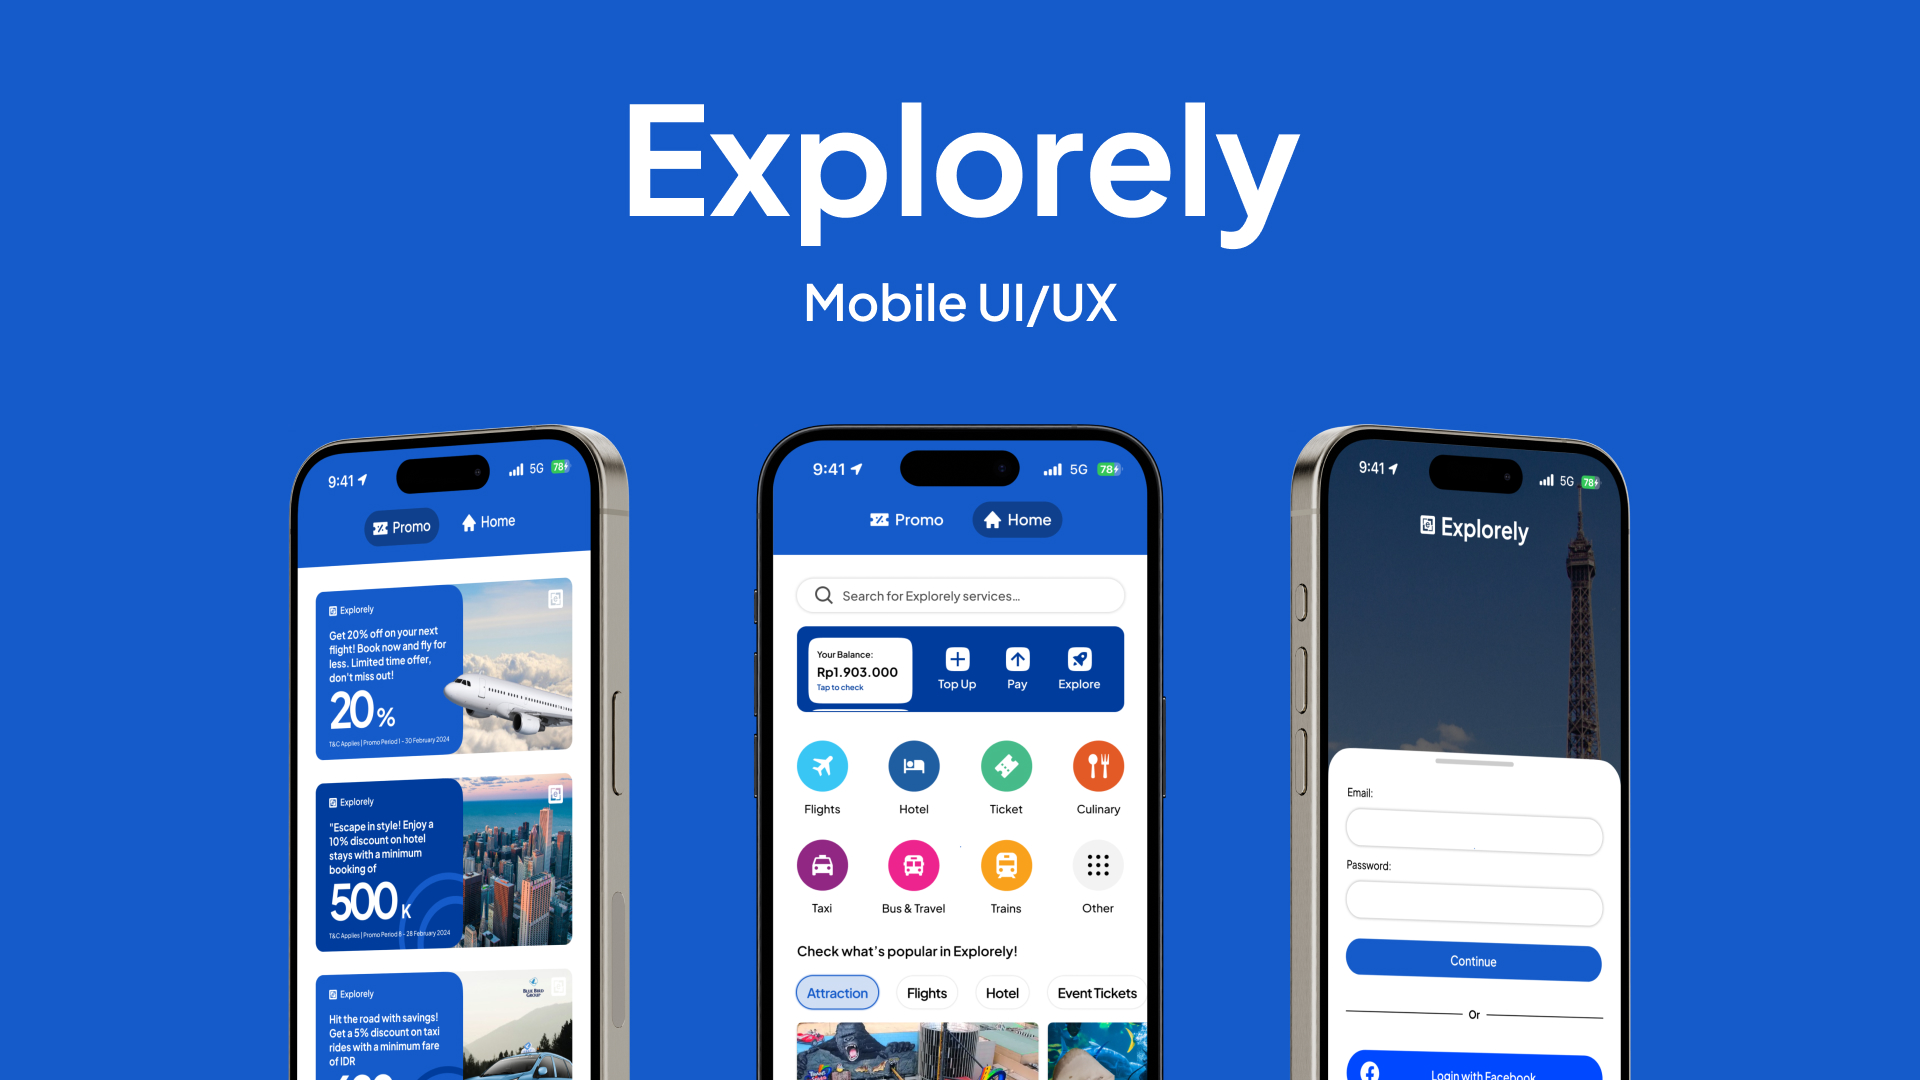 Explorely
Mobile UI/UX
9:41
5G
78
Promo
Home
Explorely
Get 20% off on your next
flight! Book now and fly for
less. Limited time offer,
don't miss out!
20%
T&C Applies | Promo Period 1 - 30 February 2024
Explorely
"Escape in style! Enjoy a
10% discount on hotel
stays with a minimum
booking of
500 K
T&C Applies | Promo Period 8 - 28 February 2024
Explorely
BLUE BIRD
GROUP
Hit the road with savings!
Get a 5% discount on taxi
rides with a minimum fare
of IDR
9:41
5G
78
Promo
Home
Search for Explorely services...
Your Balance:
Rp1.903.000
Tap to check
Top Up
Pay
Explore
Flights
Hotel
Ticket
Culinary
Taxi
Bus & Travel
Trains
Other
Check what's popular in Explorely!
Attraction
Flights
Hotel
Event Tickets
9:41
5G
78
Explorely
Email:
Password:
Continue
Or
Login with Facebook